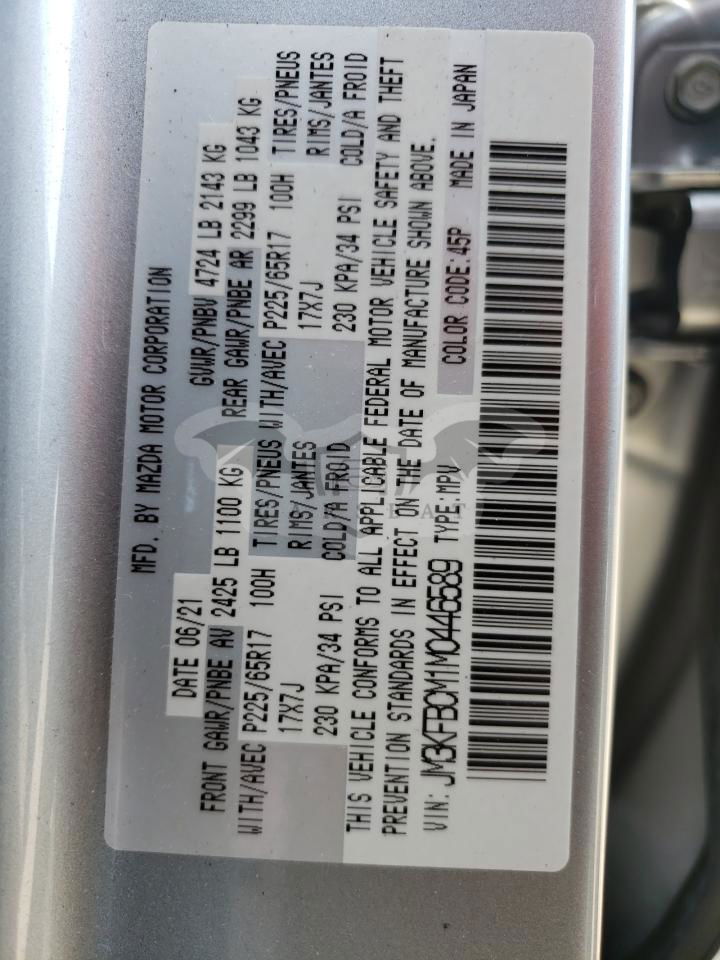 MFD. BY MAZDA MOTOR CORPORATION
DATE 06/21 GVWR/PNBV 4724 LB 2143 KG
FRONT GAWR/PNBE AV 2425 LB 1100 KG REAR GAWR/PNBE AR 2299 LB 1043 KG
WITH/AVEC P225/65R17 100H TIRES/PNEUS WITH/AVEC P225/65R17 100H TIRES/PNEUS
17X7J RIMS/JANTES 17X7J RIMS/JANTES
230 KPA/34 PSI COLD/A FROID 230 KPA/34 PSI COLD/A FROID
THIS VEHICLE CONFORMS TO ALL APPLICABLE FEDERAL MOTOR VEHICLE SAFETY AND THEFT
PREVENTION STANDARDS IN EFFECT ON THE DATE OF MANUFACTURE SHOWN ABOVE.
VIN: JM3KFBCM1M0446589 TYPE:MPV COLOR CODE:45P MADE IN JAPAN